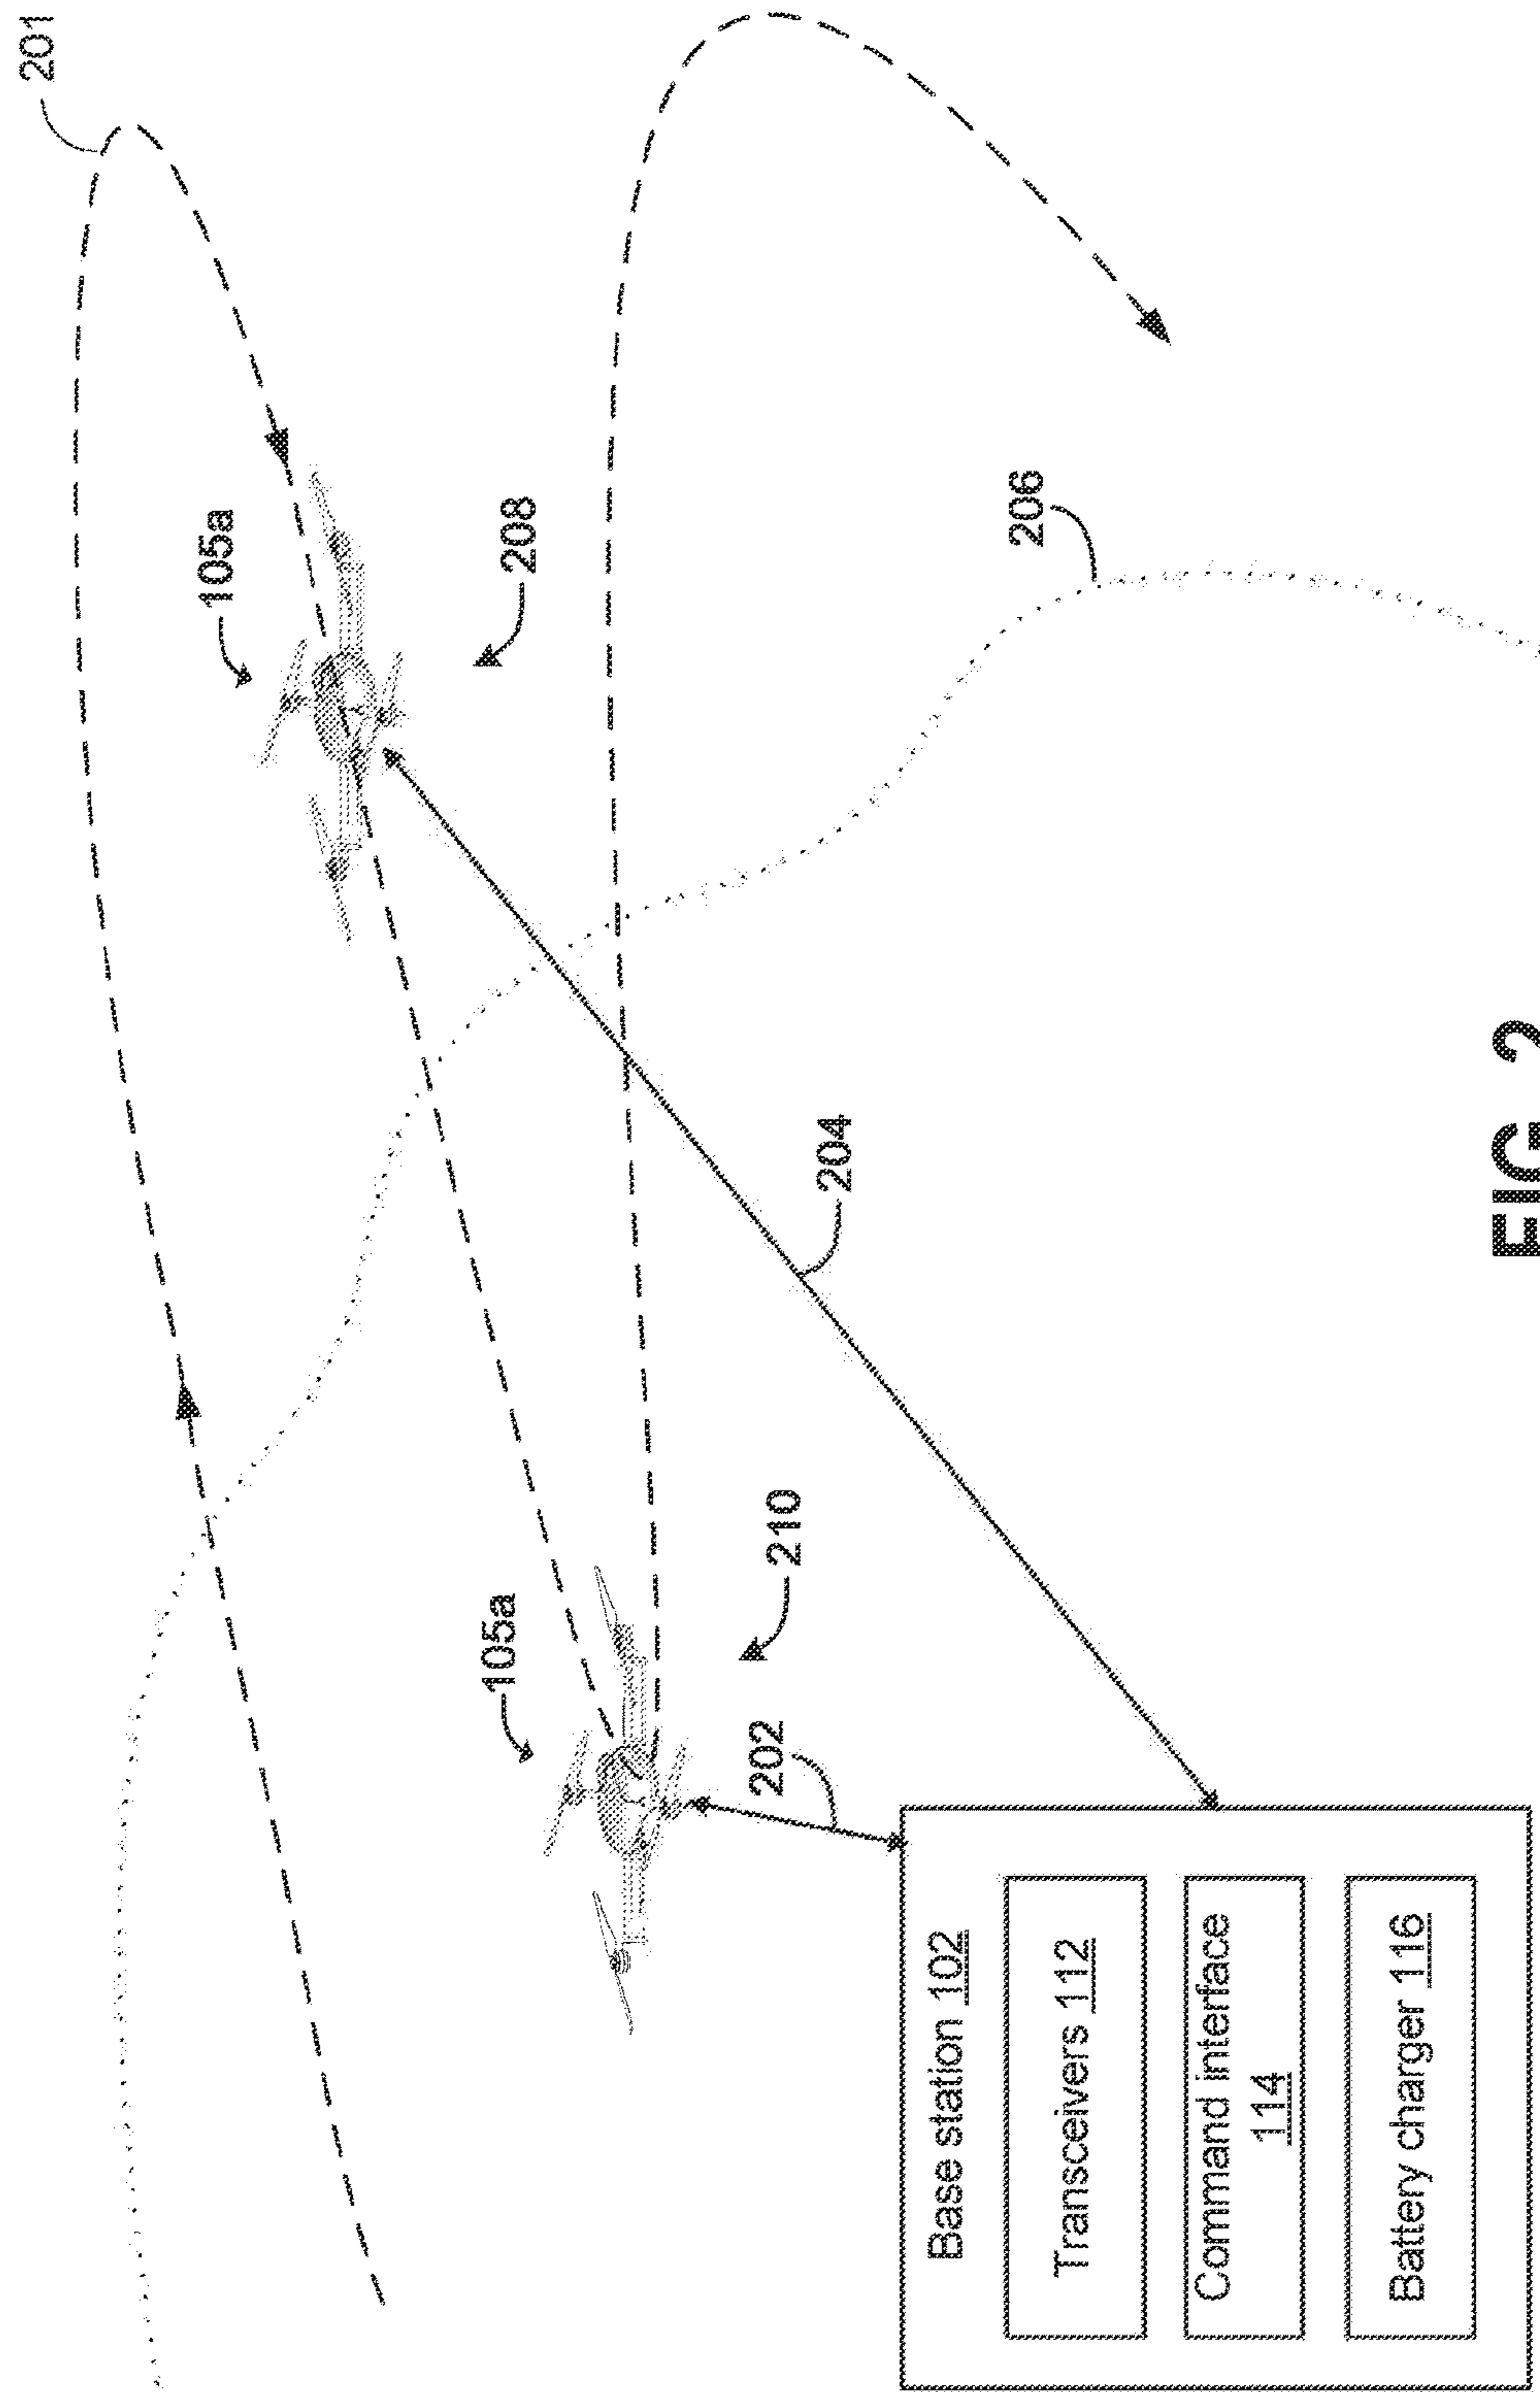 201
105a
208
206
105a
210
204
202
Base station 102
Transceivers 112
Command interface
114
Battery charger 116
FIG. 2